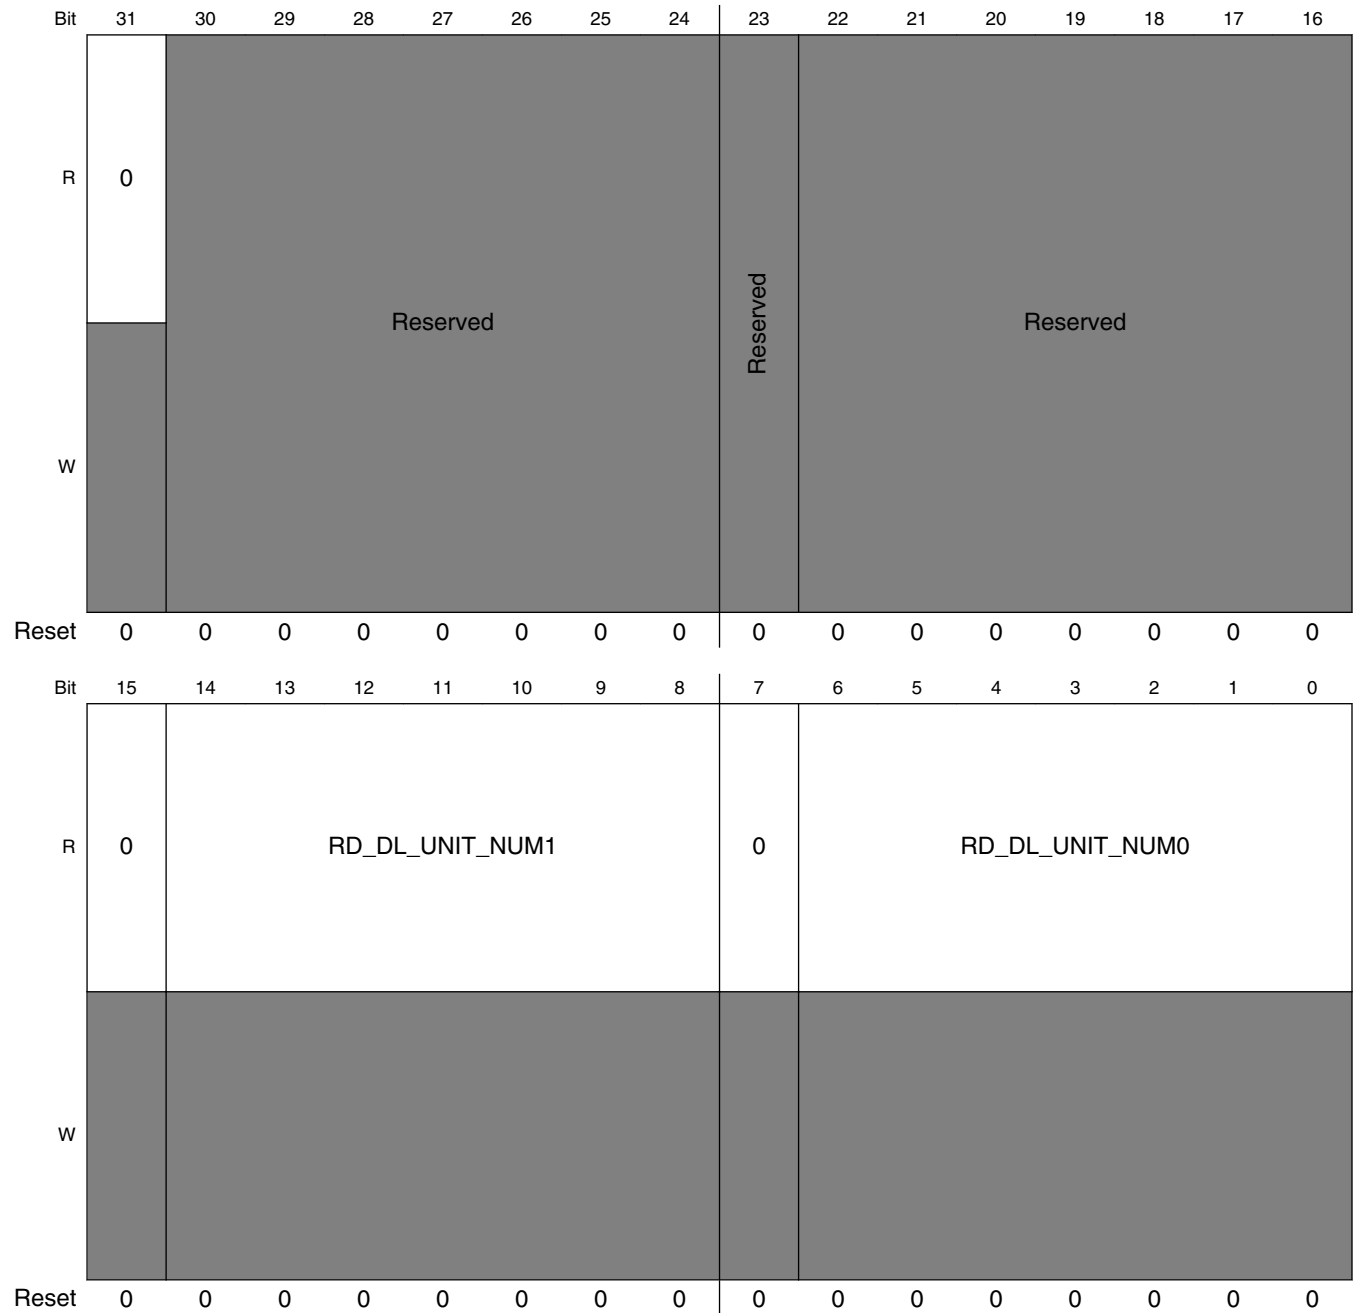 Bit 31 30 29 28 27 26 25 24 23 22 21 20 19 18 17 16
R 0
Reserved Reserved Reserved
W
Reset 0 0 0 0 0 0 0 0 0 0 0 0 0 0 0 0
Bit 15 14 13 12 11 10 9 8 7 6 5 4 3 2 1 0
R 0 RD_DL_UNIT_NUM1 0 RD_DL_UNIT_NUM0
W
Reset 0 0 0 0 0 0 0 0 0 0 0 0 0 0 0 0